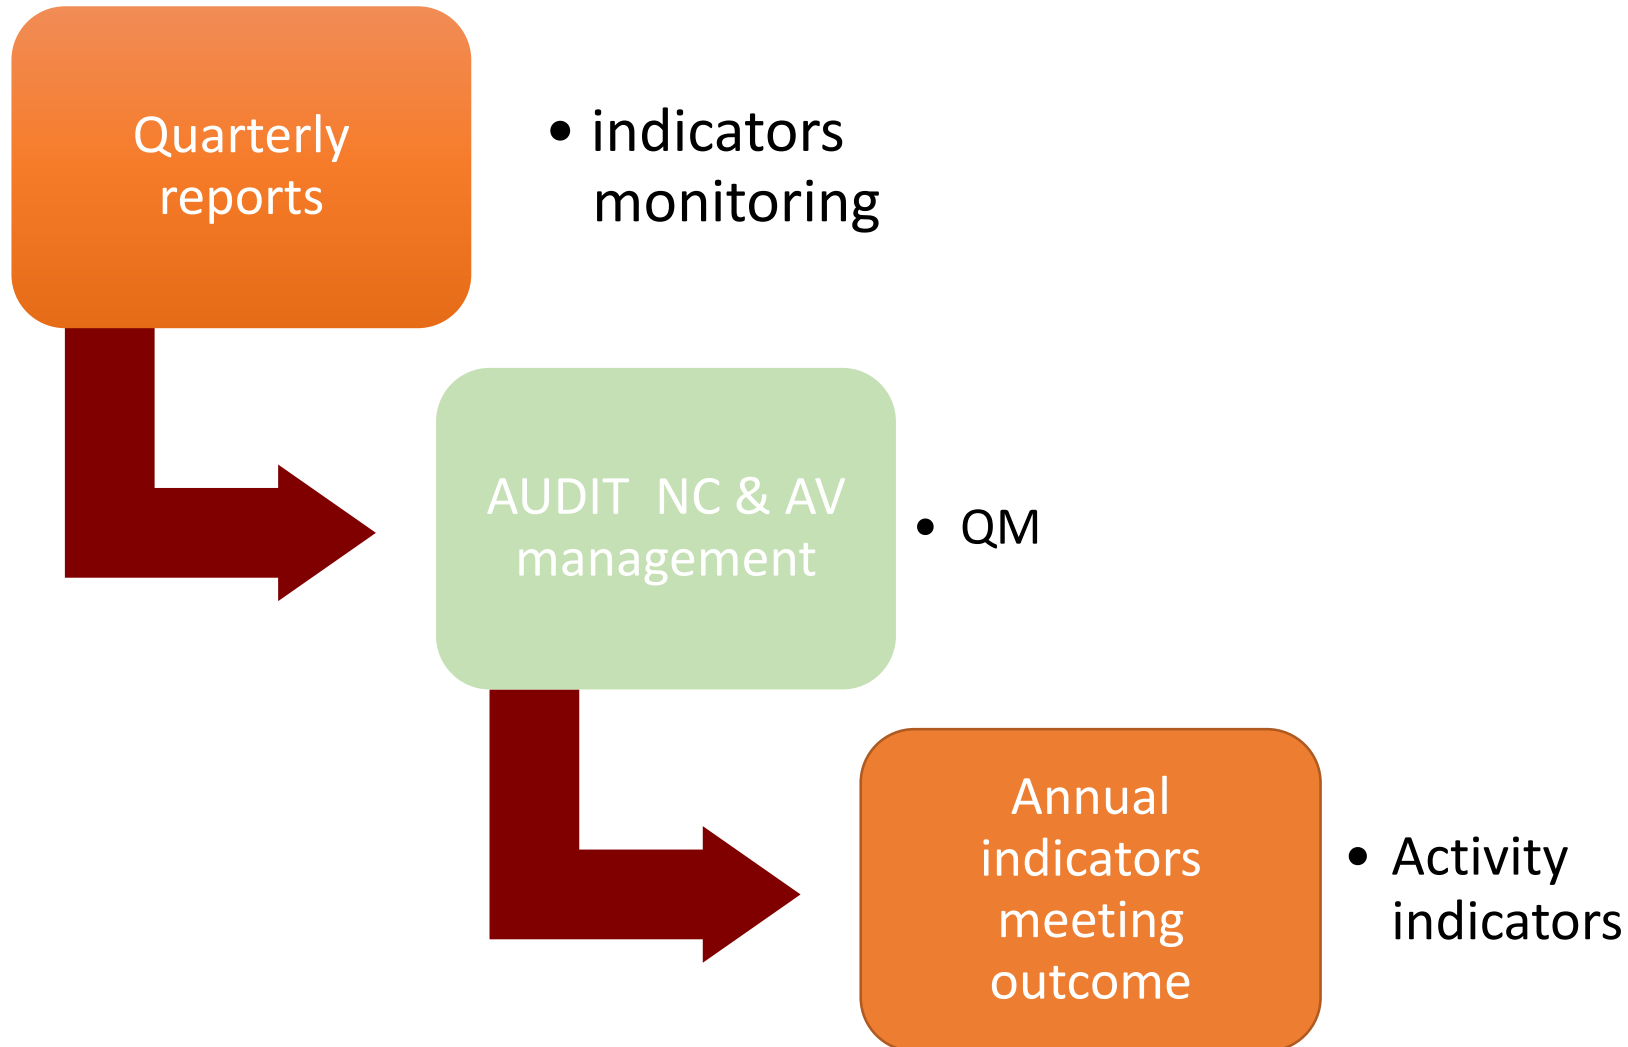 Quarterly
reports
• indicators
monitoring
AUDIT  NC & AV
management
• QM
Annual
indicators
meeting
outcome
• Activity
indicators